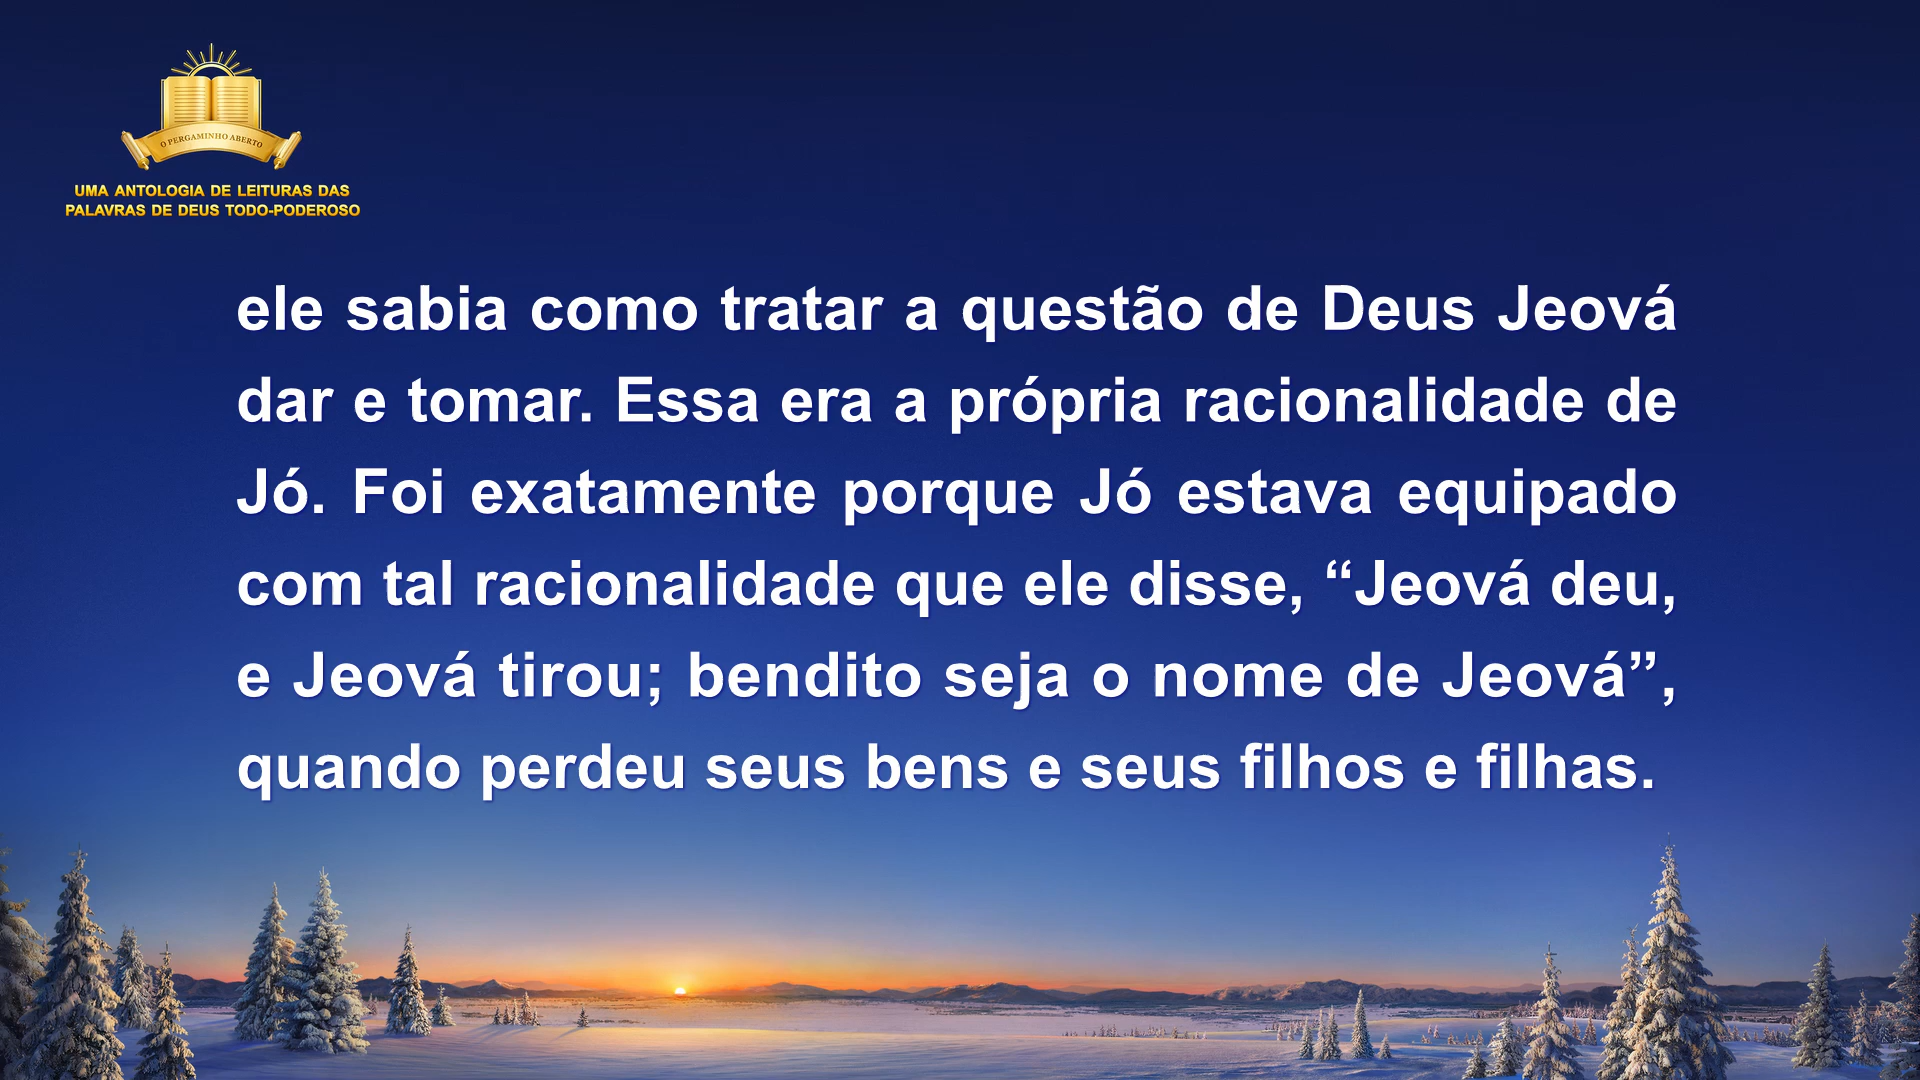 O PERGAMINHO ABERTO
UMA ANTOLOGIA DE LEITURAS DAS
PALAVRAS DE DEUS TODO-PODEROSO
ele sabia como tratar a questão de Deus Jeová
dar e tomar. Essa era a própria racionalidade de
Jó. Foi exatamente porque Jó estava equipado
com tal racionalidade que ele disse, “Jeová deu,
e Jeová tirou; bendito seja o nome de Jeová”,
quando perdeu seus bens e seus filhos e filhas.